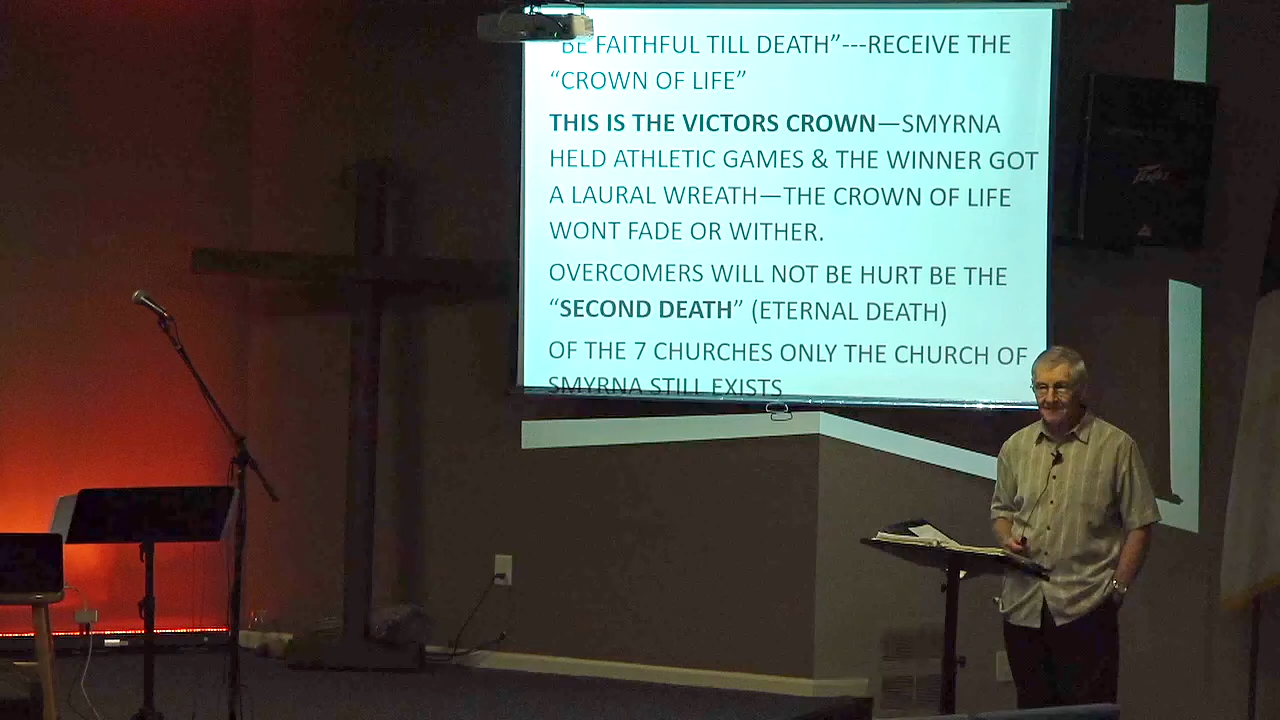 “BE FAITHFUL TILL DEATH”---RECEIVE THE
“CROWN OF LIFE”
THIS IS THE VICTORS CROWN—SMYRNA
HELD ATHLETIC GAMES & THE WINNER GOT
A LAURAL WREATH—THE CROWN OF LIFE
WONT FADE OR WITHER.
OVERCOMERS WILL NOT BE HURT BE THE
“SECOND DEATH” (ETERNAL DEATH)
OF THE 7 CHURCHES ONLY THE CHURCH OF
SMYRNA STILL EXISTS